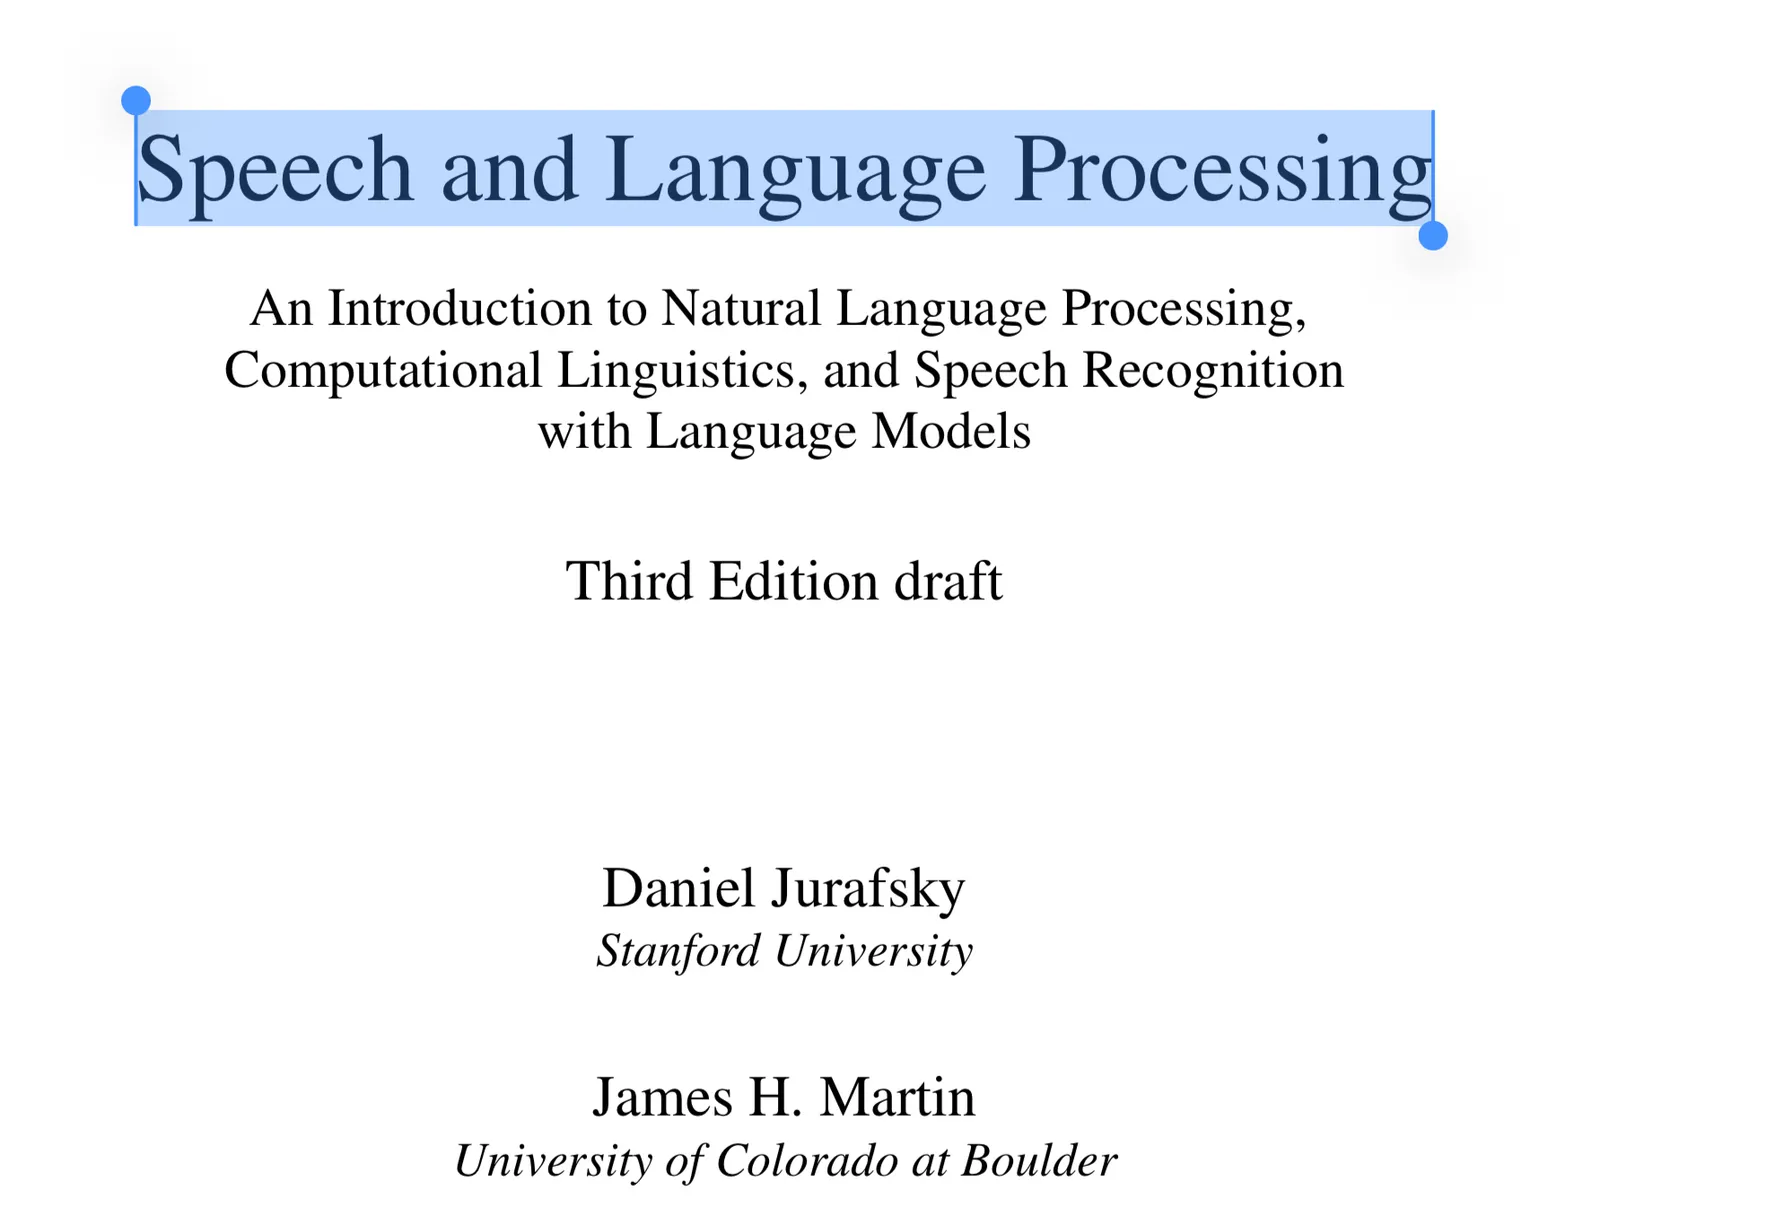 Speech and Language Processing
An Introduction to Natural Language Processing,
Computational Linguistics, and Speech Recognition
with Language Models
Third Edition draft
Daniel Jurafsky
Stanford University
James H. Martin
University of Colorado at Boulder